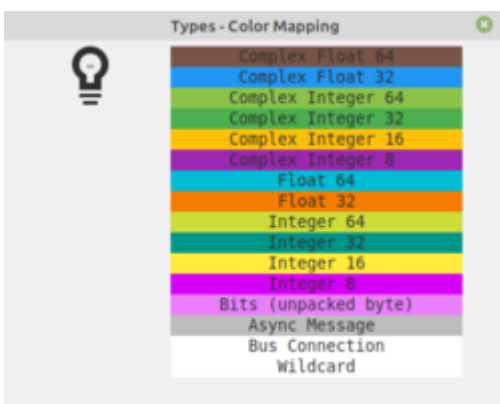 Types - Color Mapping
Complex Float 64
Complex Float 32
Complex Integer 64
Complex Integer 32
Complex Integer 16
Complex Integer 8
Float 64
Float 32
Integer 64
Integer 32
Integer 16
Integer 8
Bits (unpacked byte)
Async Message
Bus Connection
Wildcard